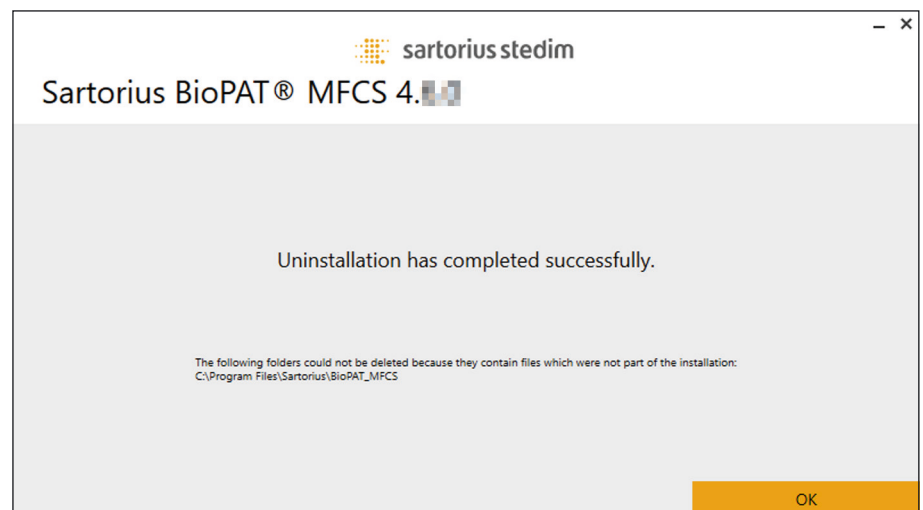 sartorius stedim
Sartorius BioPAT® MFCS 4.
Uninstallation has completed successfully.
The following folders could not be deleted because they contain files which were not part of the installation:
C:\Program Files\Sartorius\BioPAT_MFCS
OK